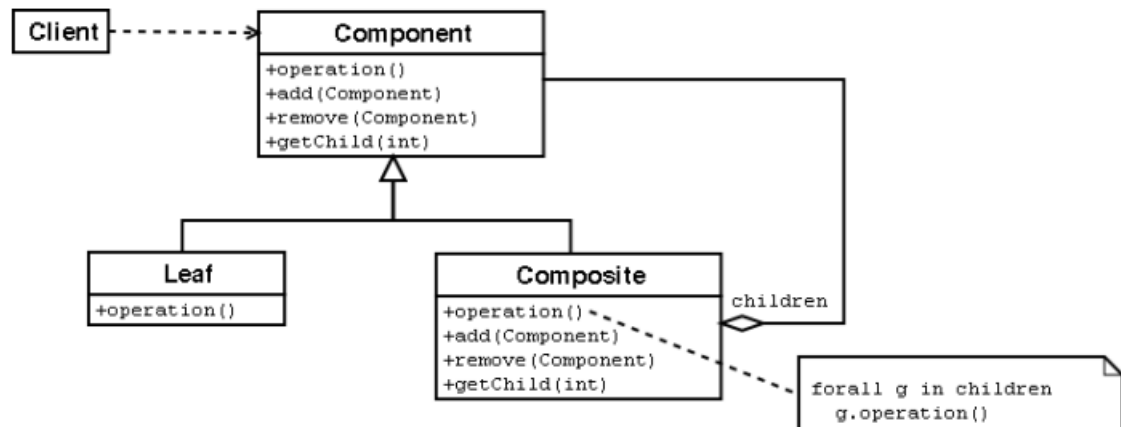 Client
Component
+operation()
+add(Component)
+remove(Component)
+getChild(int)
Leaf
+operation()
Composite
+operation()
+add(Component)
+remove(Component)
+getChild(int)
children
forall g in children
g.operation()